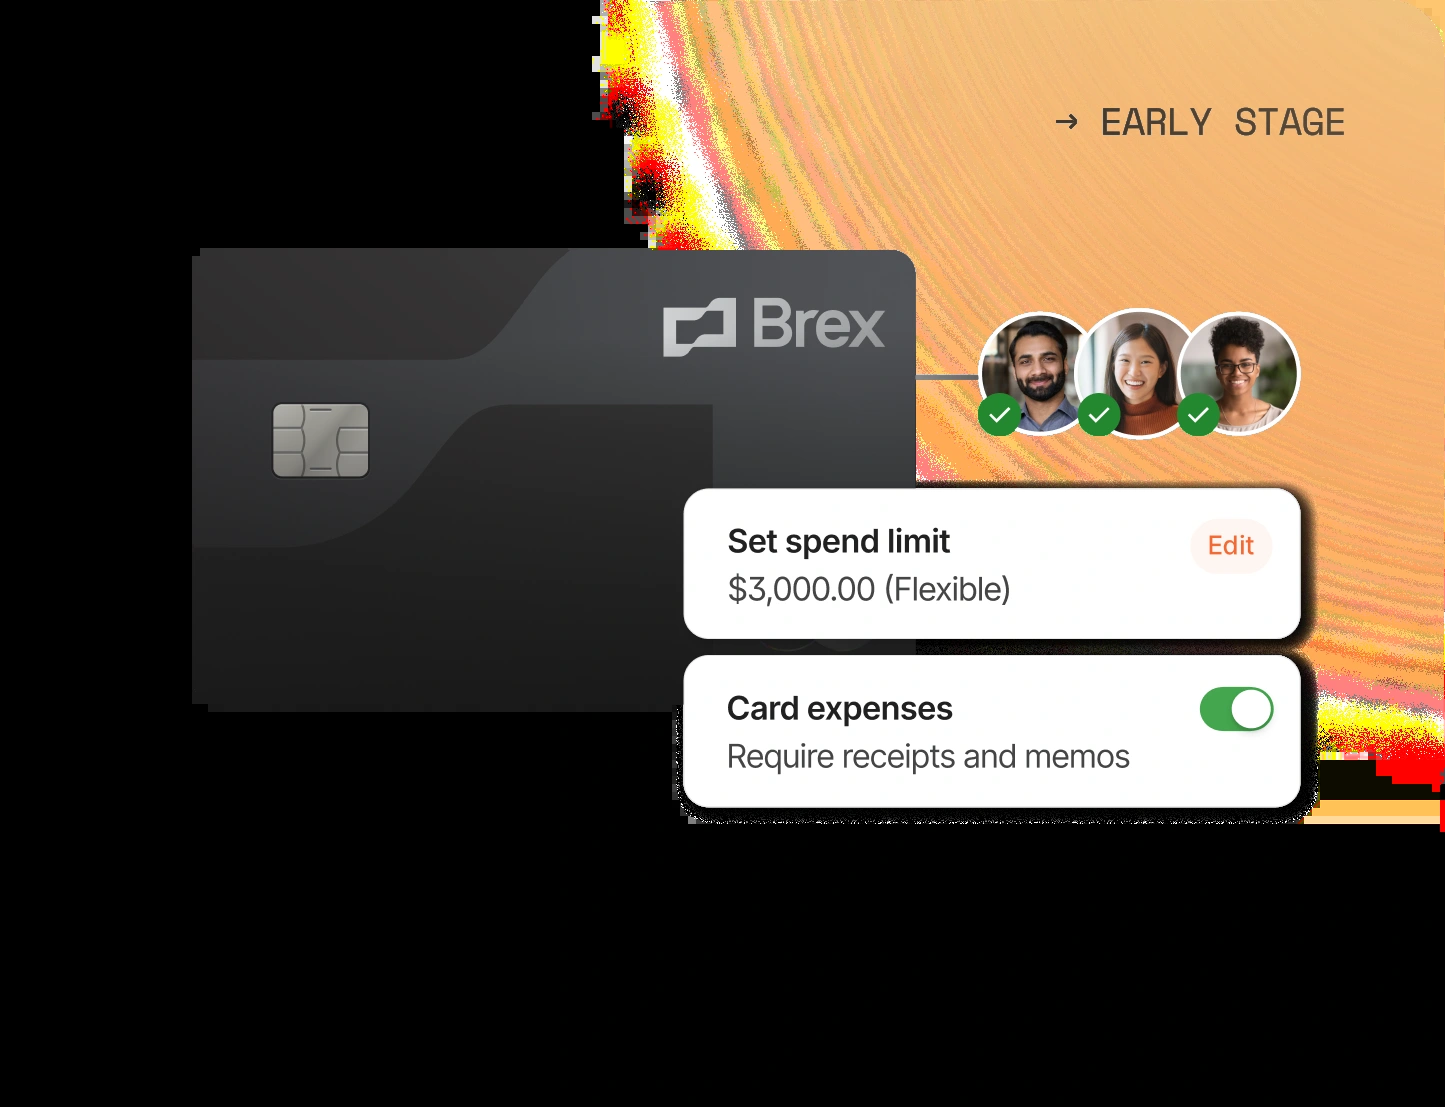 → EARLY STAGE
Brex
Set spend limit
Edit
$3,000.00 (Flexible)
Card expenses
Require receipts and memos